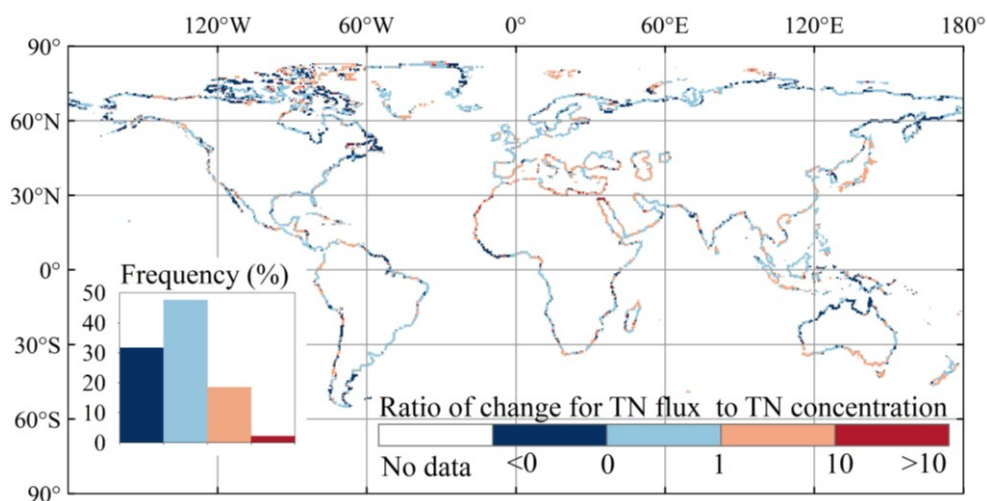 120°W 60°W 0° 60°E 120°E 180°
90°
60°N
30°N
0°
30°S
60°S
90°
Frequency (%)
50
40
30
20
10
0
Ratio of change for TN flux to TN concentration
No data <0 0 1 10 >10